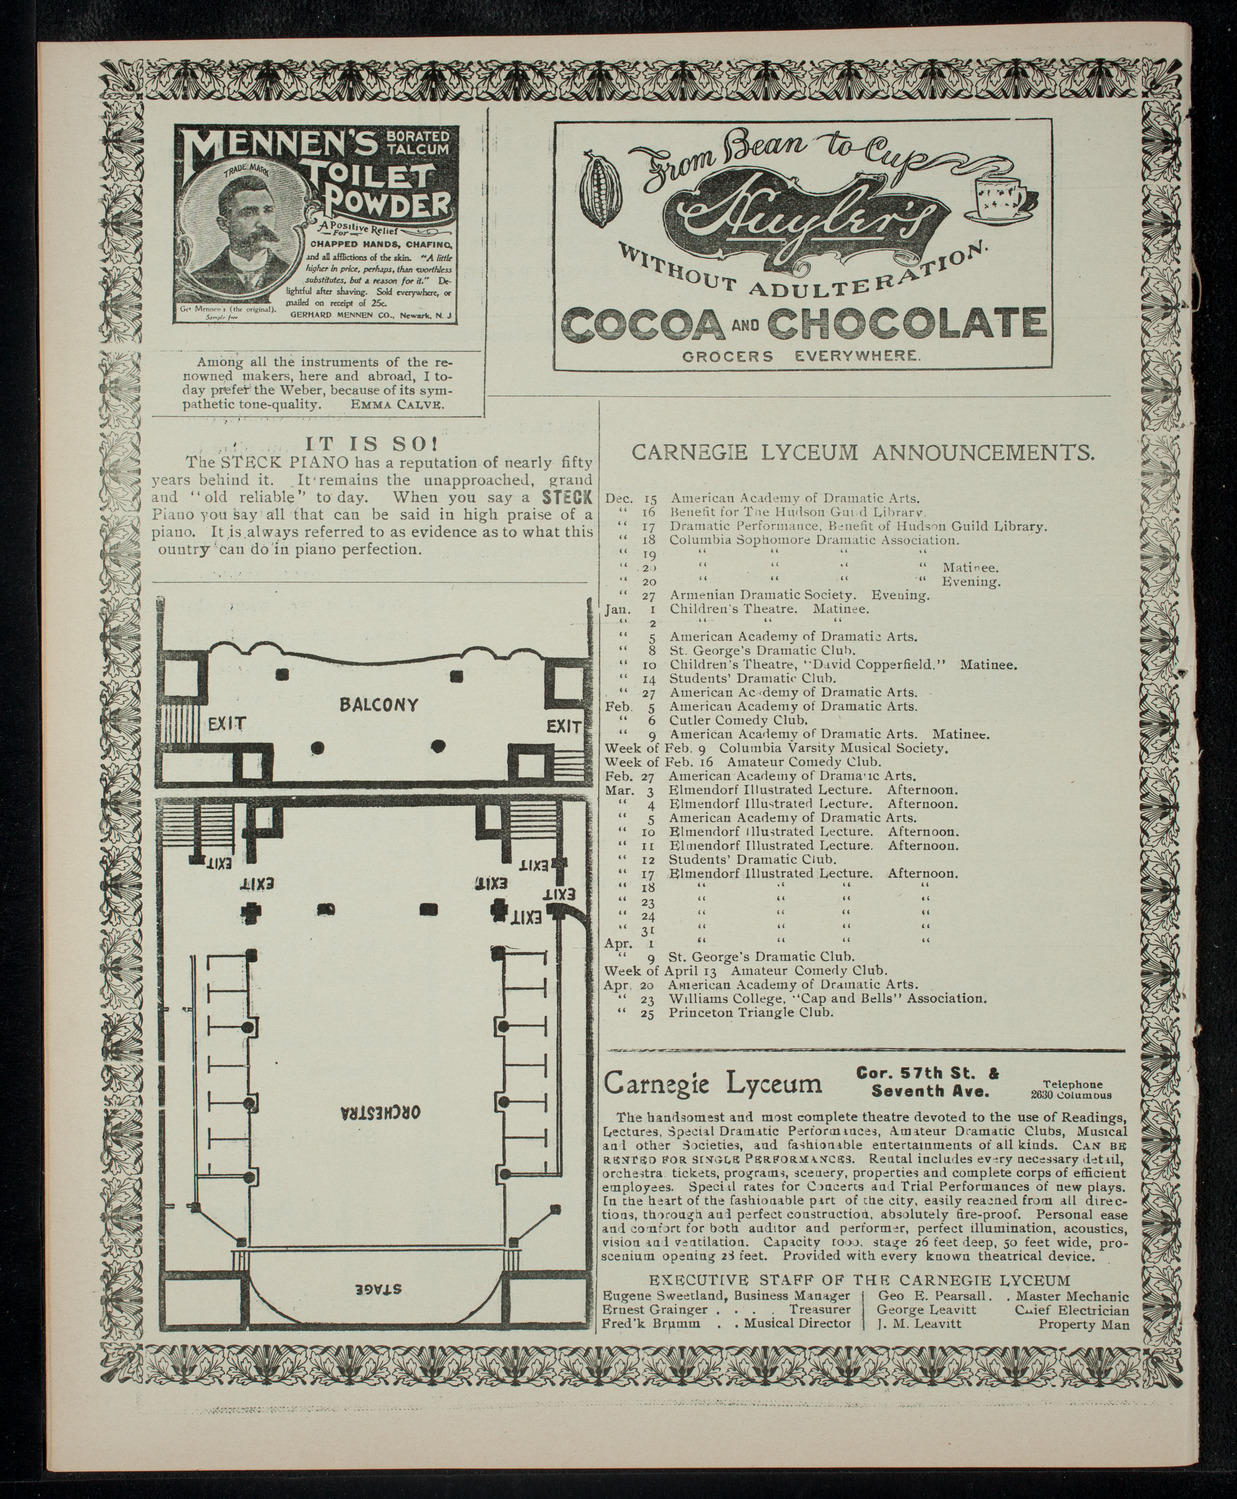 MENNEN'S BORATED TALCUM
TOILET
POWDER
TRADE MARK
A Positive Relief
For
CHAPPED HANDS, CHAFING,
and all afflictions of the skin. "A little
higher in price, perhaps, than worthless
substitutes, but a reason for it." De-
lightful after shaving. Sold everywhere, or
mailed on receipt of 25c.
Get Mennen's (the original).
Sample free
GERHARD MENNEN CO., Newark, N. J
From Bean to Cup
Huyler's
WITHOUT ADULTERATION.
COCOA AND CHOCOLATE
GROCERS EVERYWHERE.
Among all the instruments of the re-
nowned makers, here and abroad, I to-
day prefer the Weber, because of its sym-
pathetic tone-quality. EMMA CALVE.
IT IS SO!
The STECK PIANO has a reputation of nearly fifty
years behind it. It remains the unapproached, grand
and "old reliable" to day. When you say a STECK
Piano you say all that can be said in high praise of a
piano. It is always referred to as evidence as to what this
ountry can do in piano perfection.
BALCONY
EXIT
EXIT
EXIT
EXIT
EXIT
EXIT
EXIT
EXIT
ORCHESTRA
STAGE
CARNEGIE LYCEUM ANNOUNCEMENTS.
Dec. 15 American Academy of Dramatic Arts.
" 16 Benefit for The Hudson Guild Library.
" 17 Dramatic Performance, Benefit of Hudson Guild Library.
" 18 Columbia Sophomore Dramatic Association.
" 19 " " " "
" 20 " " " " Matinee.
" 20 " " " " Evening.
" 27 Armenian Dramatic Society. Evening.
Jan. 1 Children's Theatre. Matinee.
" 2 " " "
" 5 American Academy of Dramatic Arts.
" 8 St. George's Dramatic Club.
" 10 Children's Theatre, "David Copperfield." Matinee.
" 14 Students' Dramatic Club.
" 27 American Academy of Dramatic Arts.
Feb. 5 American Academy of Dramatic Arts.
" 6 Cutler Comedy Club.
" 9 American Academy of Dramatic Arts. Matinee.
Week of Feb. 9 Columbia Varsity Musical Society.
Week of Feb. 16 Amateur Comedy Club.
Feb. 27 American Academy of Dramatic Arts.
Mar. 3 Elmendorf Illustrated Lecture. Afternoon.
" 4 Elmendorf Illustrated Lecture. Afternoon.
" 5 American Academy of Dramatic Arts.
" 10 Elmendorf Illustrated Lecture. Afternoon.
" 11 Elmendorf Illustrated Lecture. Afternoon.
" 12 Students' Dramatic Club.
" 17 Elmendorf Illustrated Lecture. Afternoon.
" 18 " " " "
" 23 " " " "
" 24 " " " "
" 31 " " " "
Apr. 1 " " " "
" 9 St. George's Dramatic Club.
Week of April 13 Amateur Comedy Club.
Apr. 20 American Academy of Dramatic Arts.
" 23 Williams College, "Cap and Bells" Association.
" 25 Princeton Triangle Club.
Carnegie Lyceum Cor. 57th St. & Seventh Ave. Telephone 2630 Columbus
The handsomest and most complete theatre devoted to the use of Readings,
Lectures, Special Dramatic Performances, Amateur Dramatic Clubs, Musical
and other Societies, and fashionable entertainments of all kinds. CAN BE
RENTED FOR SINGLE PERFORMANCES. Rental includes every necessary detail,
orchestra tickets, programs, scenery, properties and complete corps of efficient
employees. Special rates for Concerts and Trial Performances of new plays.
In the heart of the fashionable part of the city, easily reached from all direc-
tions, thorough and perfect construction, absolutely fire-proof. Personal ease
and comfort for both auditor and performer, perfect illumination, acoustics,
vision and ventilation. Capacity 1000, stage 26 feet deep, 50 feet wide, pro-
scenium opening 28 feet. Provided with every known theatrical device.
EXECUTIVE STAFF OF THE CARNEGIE LYCEUM
Eugene Sweetland, Business Manager
Ernest Grainger . . . . Treasurer
Fred'k Brumm . . Musical Director
Geo E. Pearsall . . Master Mechanic
George Leavitt Chief Electrician
J. M. Leavitt Property Man